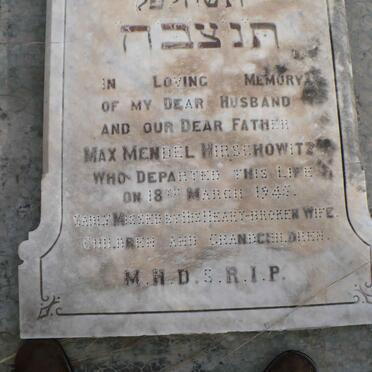 תנצבה
IN LOVING MEMORY
OF MY DEAR HUSBAND
AND OUR DEAR FATHER
MAX MENDEL HIRSCHOWITZ
WHO DEPARTED THIS LIFE
ON 18TH MARCH 1947.
SADLY MISSED BY HIS HEART-BROKEN WIFE,
CHILDREN AND GRANDCHILDREN.
M.H.D.S.R.I.P.